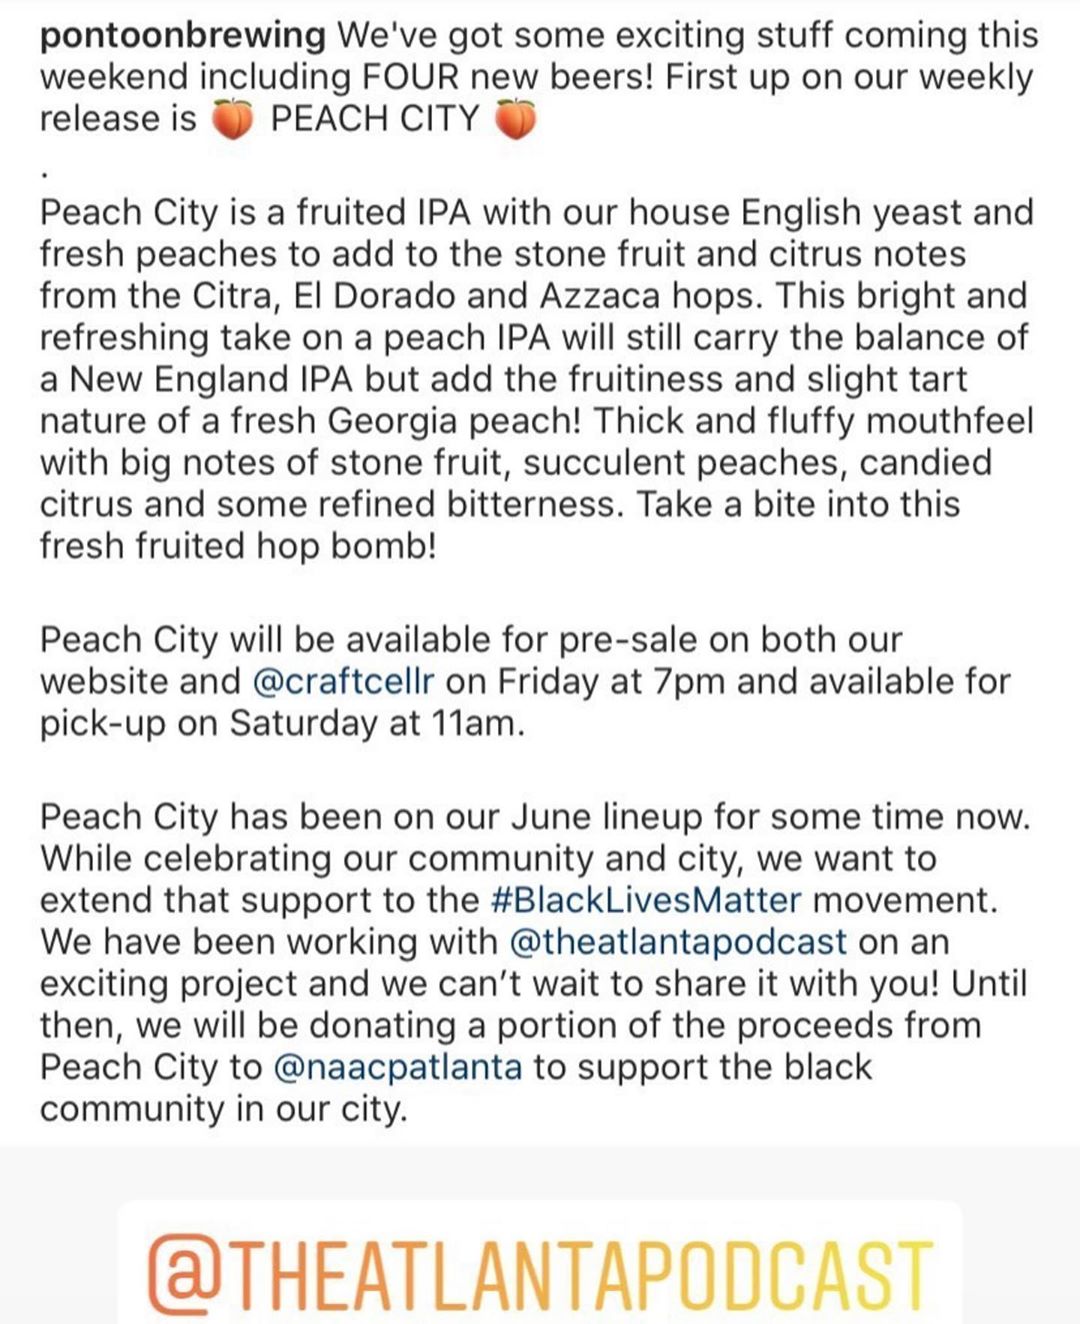 pontoonbrewing We've got some exciting stuff coming this
weekend including FOUR new beers! First up on our weekly
release is 🍑 PEACH CITY 🍑
.
Peach City is a fruited IPA with our house English yeast and
fresh peaches to add to the stone fruit and citrus notes
from the Citra, El Dorado and Azzaca hops. This bright and
refreshing take on a peach IPA will still carry the balance of
a New England IPA but add the fruitiness and slight tart
nature of a fresh Georgia peach! Thick and fluffy mouthfeel
with big notes of stone fruit, succulent peaches, candied
citrus and some refined bitterness. Take a bite into this
fresh fruited hop bomb!
Peach City will be available for pre-sale on both our
website and @craftcellr on Friday at 7pm and available for
pick-up on Saturday at 11am.
Peach City has been on our June lineup for some time now.
While celebrating our community and city, we want to
extend that support to the #BlackLivesMatter movement.
We have been working with @theatlantapodcast on an
exciting project and we can’t wait to share it with you! Until
then, we will be donating a portion of the proceeds from
Peach City to @naacpatlanta to support the black
community in our city.
@THEATLANTAPODCAST